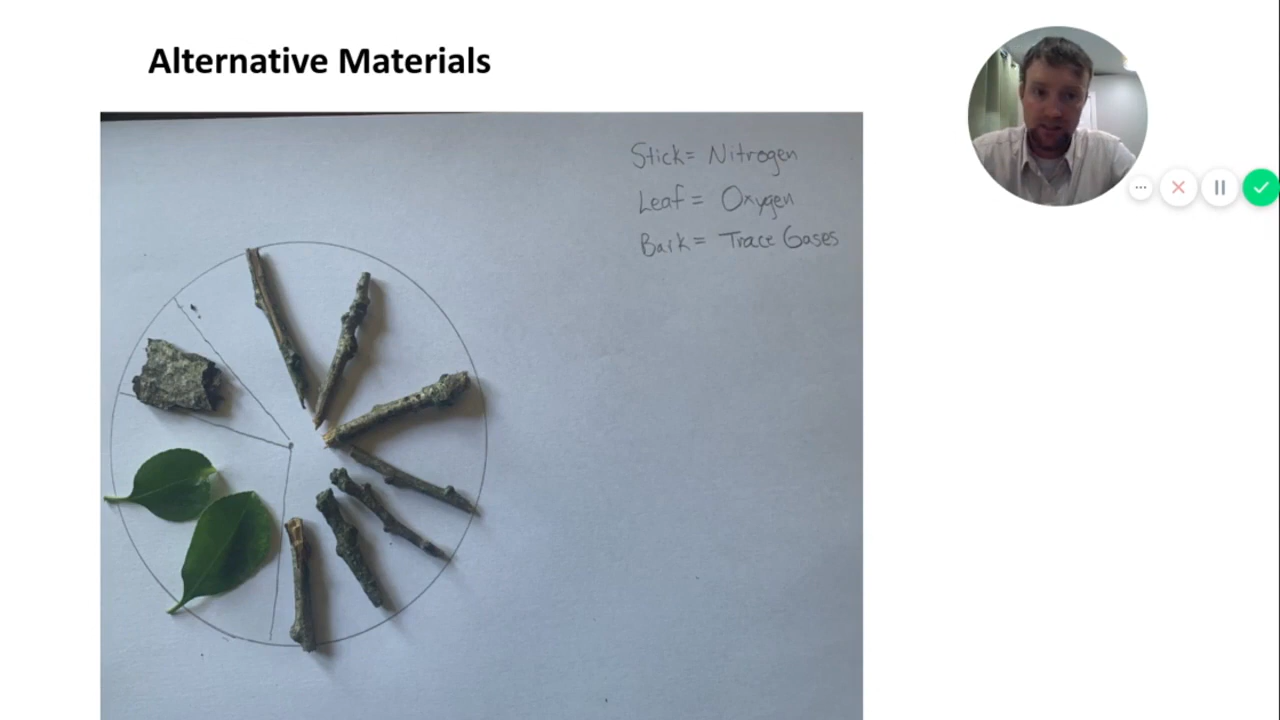 Alternative Materials
Stick= Nitrogen
Leaf = Oxygen
Bark= Trace Gases